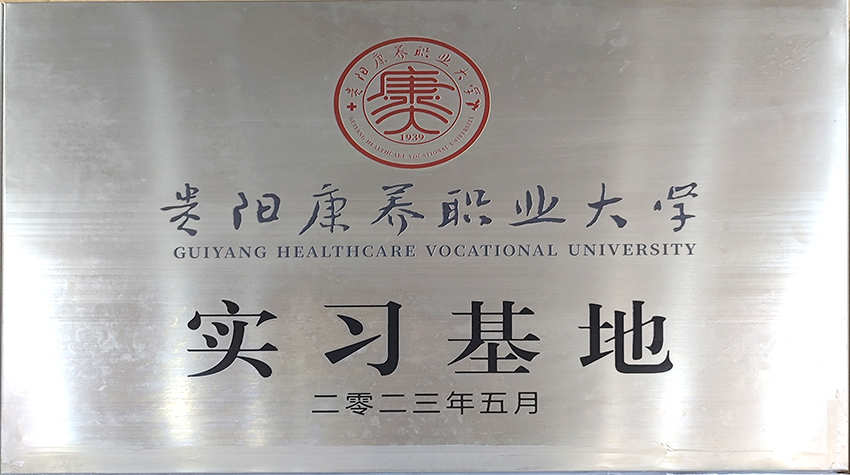 贵阳康养职业大学
康大
1939
GUIYANG HEALTHCARE VOCATIONAL UNIVERSITY
贵阳康养职业大学
GUIYANG HEALTHCARE VOCATIONAL UNIVERSITY
实习基地
二零二三年五月